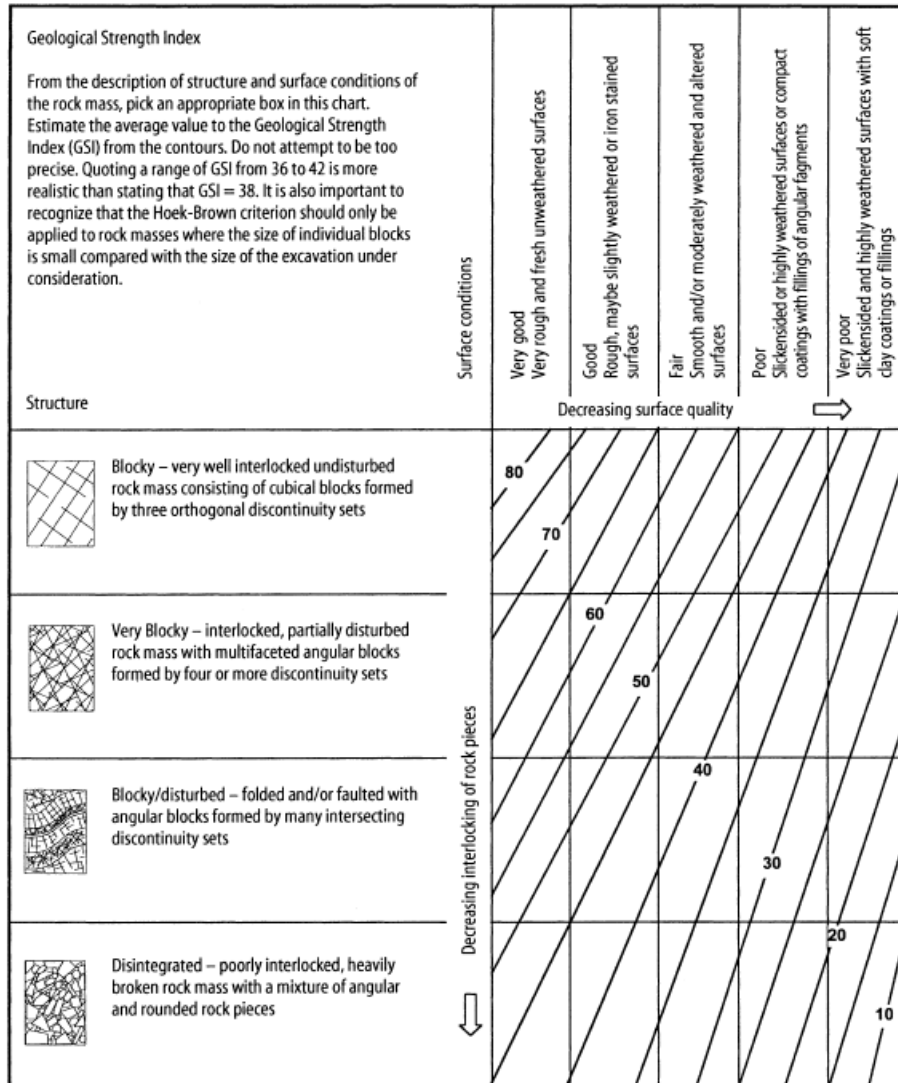 Geological Strength Index
From the description of structure and surface conditions of
the rock mass, pick an appropriate box in this chart.
Estimate the average value to the Geological Strength
Index (GSI) from the contours. Do not attempt to be too
precise. Quoting a range of GSI from 36 to 42 is more
realistic than stating that GSI = 38. It is also important to
recognize that the Hoek-Brown criterion should only be
applied to rock masses where the size of individual blocks
is small compared with the size of the excavation under
consideration.
Structure
Surface conditions
Very good
Very rough and fresh unweathered surfaces
Good
Rough, maybe slightly weathered or iron stained
surfaces
Fair
Smooth and/or moderately weathered and altered
surfaces
Poor
Slickensided or highly weathered surfaces or compact
coatings with fillings of angular fagments
Very poor
Slickensided and highly weathered surfaces with soft
clay coatings or fillings
Decreasing surface quality
Blocky – very well interlocked undisturbed
rock mass consisting of cubical blocks formed
by three orthogonal discontinuity sets
Very Blocky – interlocked, partially disturbed
rock mass with multifaceted angular blocks
formed by four or more discontinuity sets
Blocky/disturbed – folded and/or faulted with
angular blocks formed by many intersecting
discontinuity sets
Disintegrated – poorly interlocked, heavily
broken rock mass with a mixture of angular
and rounded rock pieces
Decreasing interlocking of rock pieces
80
70
60
50
40
30
20
10